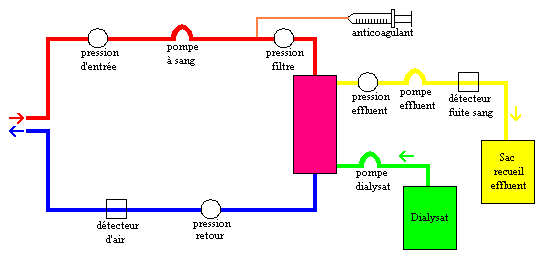 anticoagulant
pression
d'entrée
pompe
à sang
pression
filtre
pression
effluent
pompe
effluent
détecteur
fuite sang
Sac
recueil
effluent
pompe
dialysat
Dialysat
détecteur
d'air
pression
retour